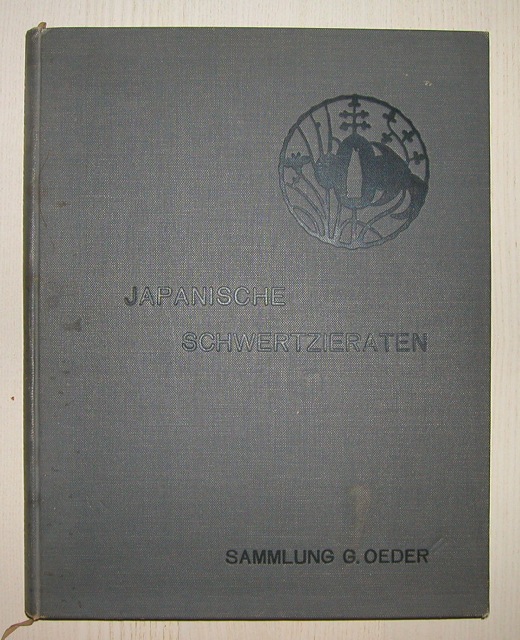 JAPANISCHE
SCHWERTZIERATEN
SAMMLUNG G. OEDER